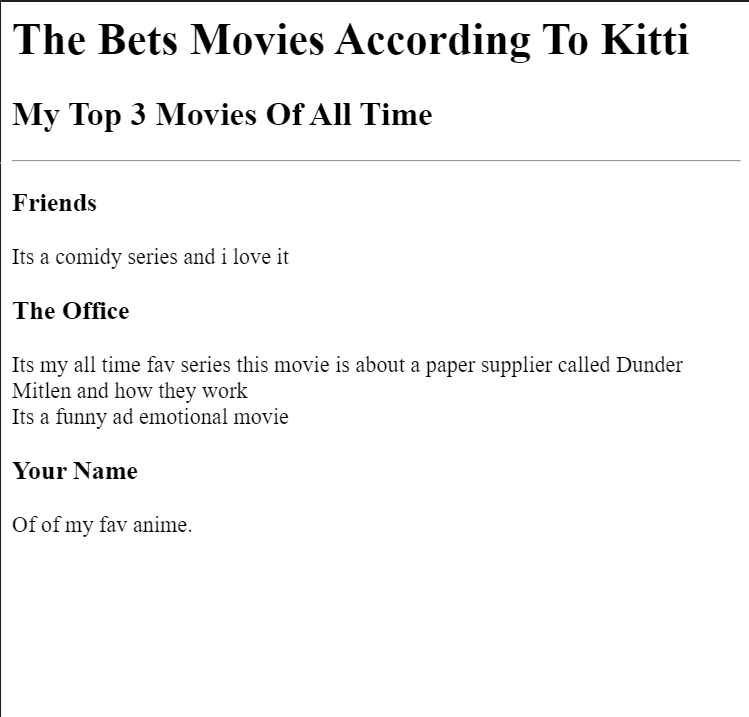 The Bets Movies According To Kitti
My Top 3 Movies Of All Time
Friends
Its a comidy series and i love it
The Office
Its my all time fav series this movie is about a paper supplier called Dunder
Mitlen and how they work
Its a funny ad emotional movie
Your Name
Of of my fav anime.